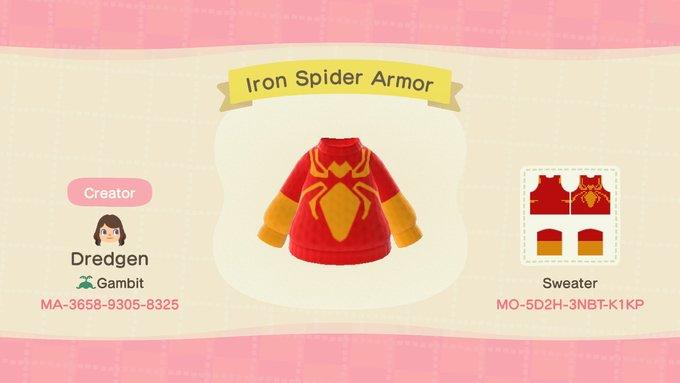 Iron Spider Armor
Creator
Dredgen
Gambit
MA-3658-9305-8325
Sweater
MO-5D2H-3NBT-K1KP